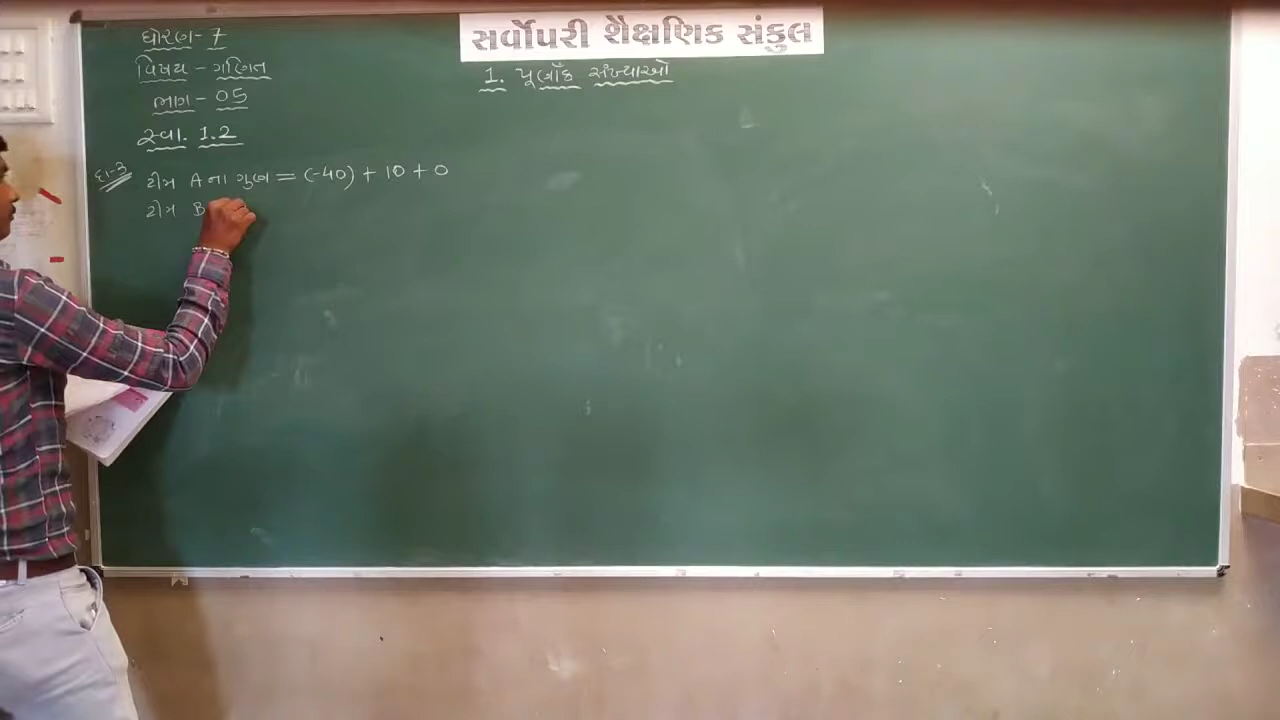 સર્વોપરી શૈક્ષણિક સંકુલ
ધોરણ - 7
વિષય - ગણિત
ભાગ - 05
સ્વા. 1.2
1. પૂર્ણાંક સંખ્યાઓ
દા-3
ટીમ A ના ગુણ = (-40) + 10 + 0
ટીમ B